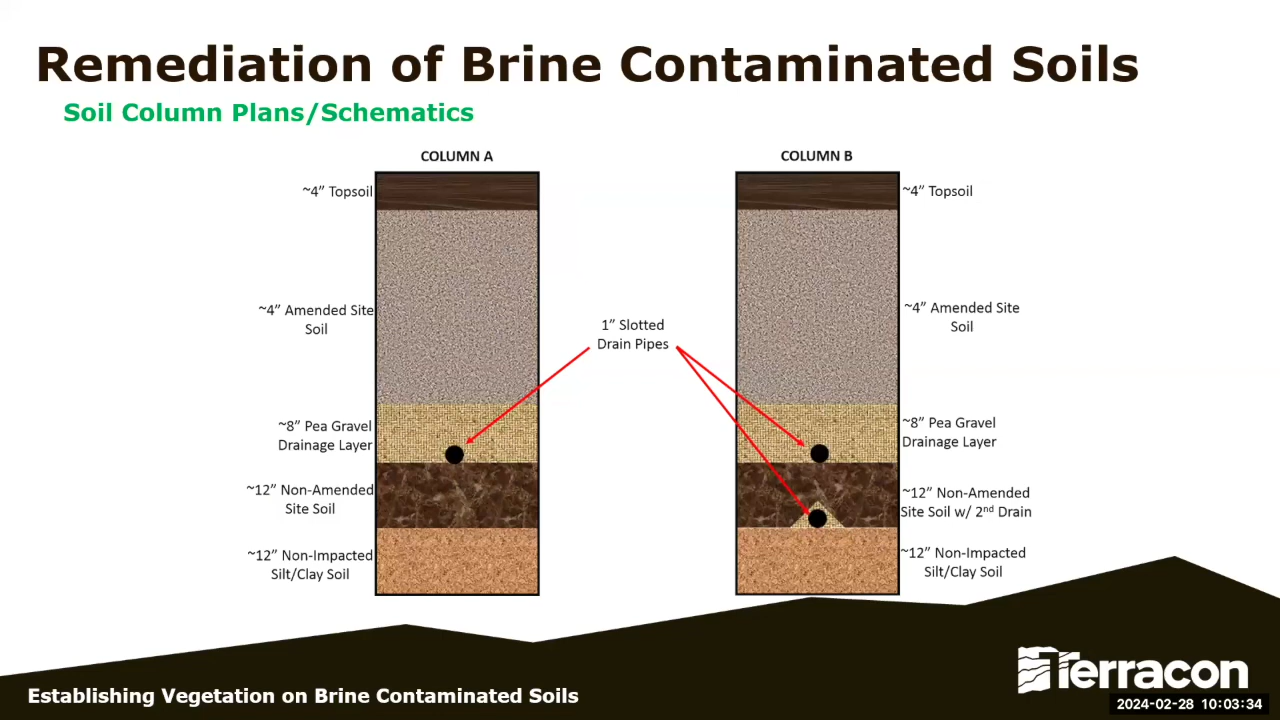 Remediation of Brine Contaminated Soils
Soil Column Plans/Schematics
COLUMN A
~4” Topsoil
~4” Amended Site
Soil
~8” Pea Gravel
Drainage Layer
~12” Non-Amended
Site Soil
~12” Non-Impacted
Silt/Clay Soil
1” Slotted
Drain Pipes
COLUMN B
~4” Topsoil
~4” Amended Site
Soil
~8” Pea Gravel
Drainage Layer
~12” Non-Amended
Site Soil w/ 2nd Drain
~12” Non-Impacted
Silt/Clay Soil
Establishing Vegetation on Brine Contaminated Soils
Terracon
2024-02-28 10:03:34